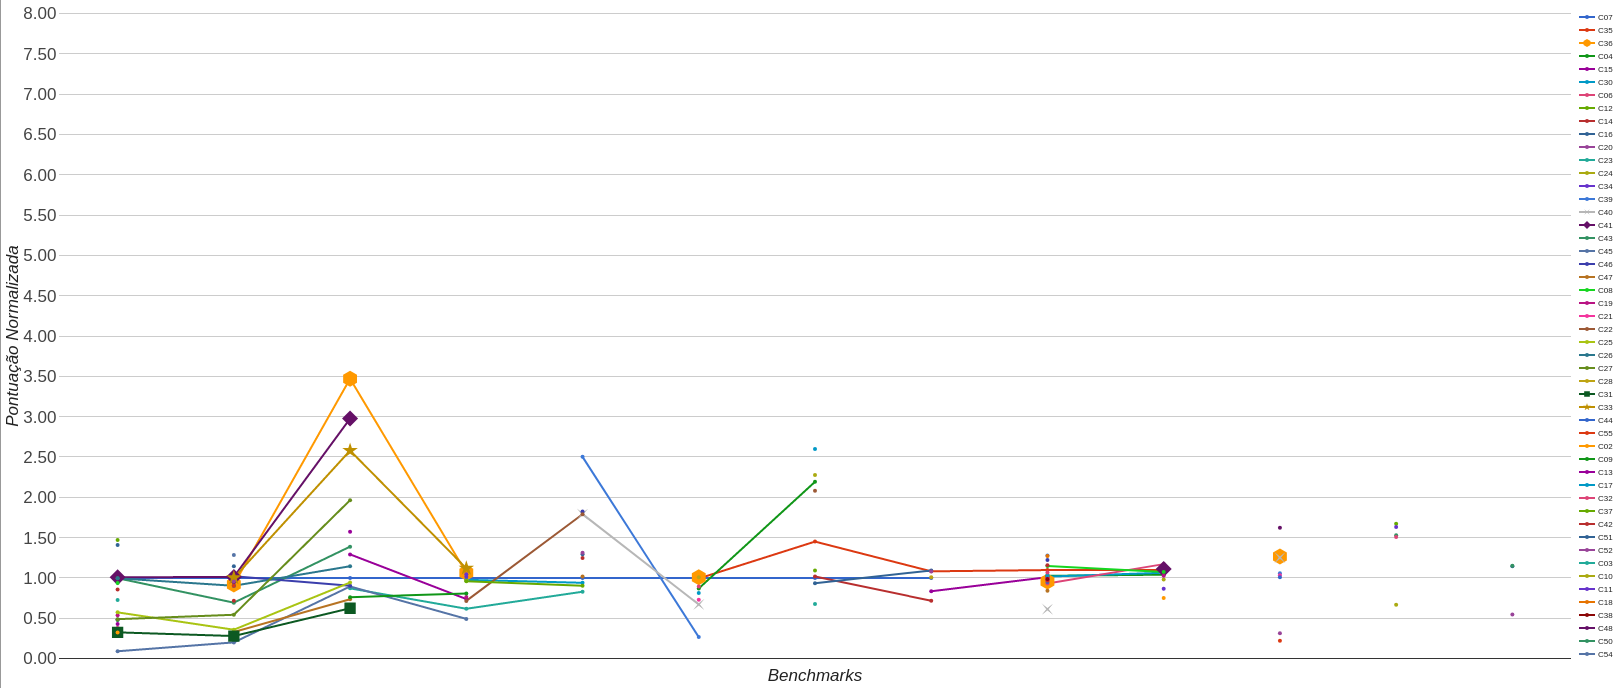 8.00
7.50
7.00
6.50
6.00
5.50
5.00
4.50
4.00
3.50
3.00
2.50
2.00
1.50
1.00
0.50
0.00
Pontuação Normalizada
Benchmarks
C07
C35
C36
C04
C15
C30
C06
C12
C14
C16
C20
C23
C24
C34
C39
C40
C41
C43
C45
C46
C47
C08
C19
C21
C22
C25
C26
C27
C28
C31
C33
C44
C55
C02
C09
C13
C17
C32
C37
C42
C51
C52
C03
C10
C11
C18
C38
C48
C50
C54